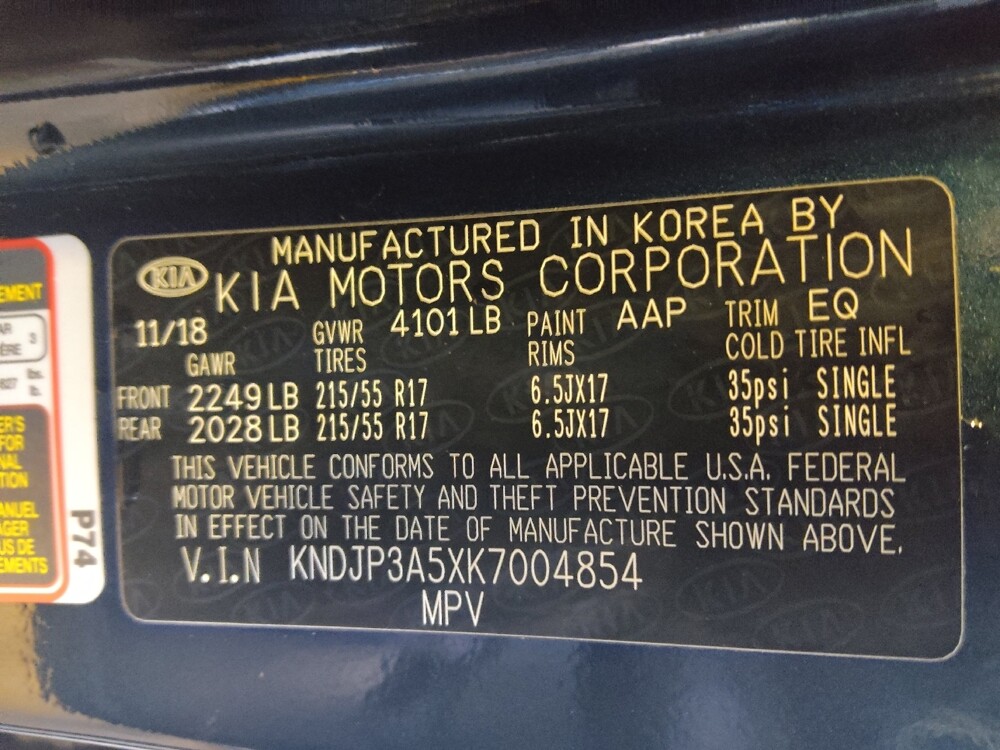 MANUFACTURED IN KOREA BY
KIA KIA MOTORS CORPORATION
11/18 GVWR 4101 LB PAINT AAP TRIM EQ
GAWR TIRES RIMS COLD TIRE INFL
FRONT 2249 LB 215/55 R17 6.5JX17 35psi SINGLE
REAR 2028 LB 215/55 R17 6.5JX17 35psi SINGLE
THIS VEHICLE CONFORMS TO ALL APPLICABLE U.S.A. FEDERAL
MOTOR VEHICLE SAFETY AND THEFT PREVENTION STANDARDS
IN EFFECT ON THE DATE OF MANUFACTURE SHOWN ABOVE.
V.I.N KNDJP3A5XK7004854
MPV
P74
3
lbs.
lb.